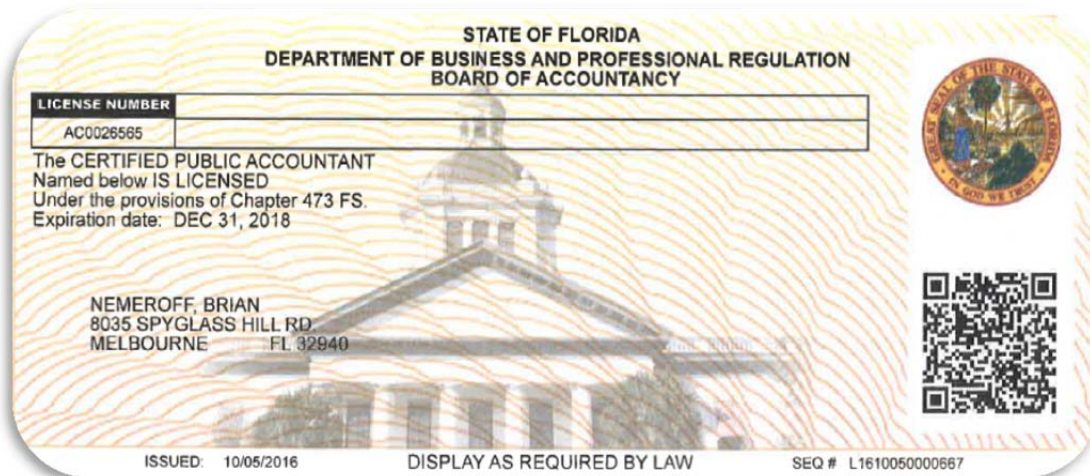 STATE OF FLORIDA
DEPARTMENT OF BUSINESS AND PROFESSIONAL REGULATION
BOARD OF ACCOUNTANCY
LICENSE NUMBER
AC0026565
The CERTIFIED PUBLIC ACCOUNTANT
Named below IS LICENSED
Under the provisions of Chapter 473 FS.
Expiration date: DEC 31, 2018
NEMEROFF, BRIAN
8035 SPYGLASS HILL RD.
MELBOURNE FL 32940
GREAT SEAL OF THE STATE OF FLORIDA
IN GOD WE TRUST
ISSUED: 10/05/2016 DISPLAY AS REQUIRED BY LAW SEQ # L1610050000667